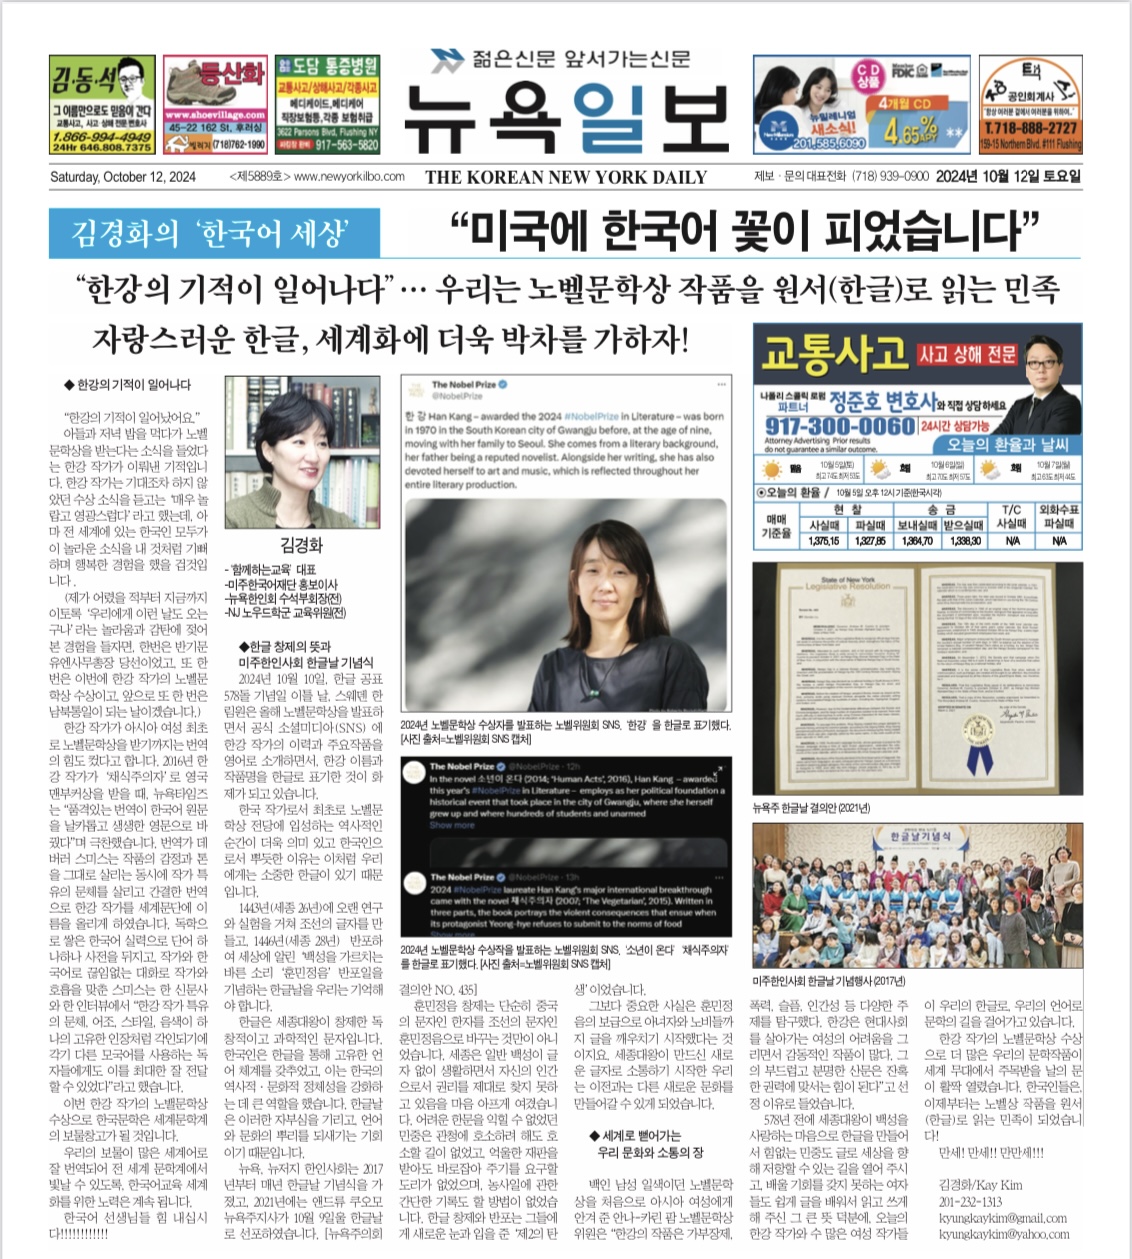 김·동·석
그 이름만으로도 믿음이 간다
교통사고, 사고·상해 전문 변호사
1.866-994-4949
24Hr 646.808.7375
등산화
www.shoesvillage.com
45-22 162 St, 후러싱
(718)762-1990
도담 통증병원
교통사고/상해사고/각종사고
메디케이드,메디케어
직장보험등,각종 보험취급
3622 Parsons Blvd, Flushing NY
917-563-5820
젊은신문 앞서가는신문
뉴욕일보
CD
상품
FDIC
뉴밀레니엄
새소식!
4개월 CD
4.65%
APY
**
201.585.6090
공인회계사
T.718-888-2727
159-15 Northern Blvd. #111 Flushing
Saturday, October 12, 2024
<제5889호> www.newyorkilbo.com
THE KOREAN NEW YORK DAILY
제보·문의 대표전화 (718) 939-0900
2024년 10월 12일 토요일
김경화의 ‘한국어 세상’
“미국에 한국어 꽃이 피었습니다”
“한강의 기적이 일어나다”… 우리는 노벨문학상 작품을 원서(한글)로 읽는 민족
자랑스러운 한글, 세계화에 더욱 박차를 가하자!
◆ 한강의 기적이 일어나다
“한강의 기적이 일어났어요.”
아들과 저녁 밥을 먹다가 노벨
문학상을 받는다는 소식을 들었다
는 한강 작가가 이뤄낸 기적입니
다. 한강 작가는 기대조차 하지 않
았던 수상 소식을 듣고는 ‘매우 놀
랍고 영광스럽다’ 라고 했는데, 아
마 전 세계에 있는 한국인 모두가
이 놀라운 소식을 내 것처럼 기뻐
하며 행복한 경험을 했을 겁것입
니다 .
(제가 어렸을 적부터 지금까지
이토록 ‘우리에게 이런 날도 오는
구나’ 라는 놀라움과 감탄에 젖어
본 경험을 들자면, 한번은 반기문
유엔사무총장 당선이었고, 또 한
번은 이번에 한강 작가의 노벨문
학상 수상이고, 앞으로 또 한 번은
남북통일이 되는 날이겠습니다.)
한강 작가가 아시아 여성 최초
로 노벨문학상을 받기까지는 번역
의 힘도 컸다고 합니다. 2016년 한
강 작가가 ‘채식주의자’ 로 영국
맨부커상을 받을 때, 뉴욕타임즈
는 “품격있는 번역이 한국어 원문
을 날카롭고 생생한 영문으로 바
꿨다”며 극찬했습니다. 번역가 데
버러 스미스는 작품의 감정과 톤
을 그대로 살리는 동시에 작가 특
유의 문체를 살리고 간결한 번역
으로 한강 작가를 세계문단에 이
름을 올리게 하였습니다. 독학으
로 쌓은 한국어 실력으로 단어 하
나하나 사전을 뒤지고, 작가와 한
국어로 끊임없는 대화로 작가와
호흡을 맞춘 스미스는 한 신문사
와 한 인터뷰에서 “한강 작가 특유
의 문체, 어조, 스타일, 음색이 하
나의 고유한 인장처럼 각인되기에
각기 다른 모국어를 사용하는 독
자들에게도 이를 최대한 잘 전달
할 수 있었다”라고 했습니다.
이번 한강 작가의 노벨문학상
수상으로 한국문학은 세계문학계
의 보물창고가 될 것입니다.
우리의 보물이 많은 세계어로
잘 번역되어 전 세계 문학계에서
빛날 수 있도록, 한국어교육 세계
화를 위한 노력은 계속 됩니다.
한국어 선생님들 힘 내십시
다!!!!!!!!!!!!
김경화
-‘함께하는교육’ 대표
-미주한국어재단 홍보이사
-뉴욕한인회 수석부회장(전)
-NJ 노우드학군 교육위원(전)
◆한글 창제의 뜻과
미주한인사회 한글날 기념식
2024년 10월 10일, 한글 공표
578돌 기념일 이틀 날, 스웨덴 한
림원은 올해 노벨문학상을 발표하
면서 공식 소셜미디어(SNS) 에
한강 작가의 이력과 주요작품을
영어로 소개하면서, 한강 이름과
작품명을 한글로 표기한 것이 화
제가 되고 있습니다.
한국 작가로서 최초로 노벨문
학상 전당에 입성하는 역사적인
순간이 더욱 의미 있고 한국인으
로서 뿌듯한 이유는 이처럼 우리
에게는 소중한 한글이 있기 때문
입니다.
1443년(세종 26년)에 오랜 연구
와 실험을 거쳐 조선의 글자를 만
들고, 1446년(세종 28년) 반포하
여 세상에 알린 ‘백성을 가르치는
바른 소리 ‘훈민정음’ 반포일을
기념하는 한글날을 우리는 기억해
야 합니다.
한글은 세종대왕이 창제한 독
창적이고 과학적인 문자입니다.
한국인은 한글을 통해 고유한 언
어 체계를 갖추었고, 이는 한국의
역사적·문화적 정체성을 강화하
는 데 큰 역할을 했습니다. 한글날
은 이러한 자부심을 기리고, 언어
와 문화의 뿌리를 되새기는 기회
이기 때문입니다.
뉴욕, 뉴저지 한인사회는 2017
년부터 매년 한글날 기념식을 가
졌고, 2021년에는 앤드류 쿠오모
뉴욕주지사가 10월 9일울 한글날
로 선포하였습니다. [뉴욕주의회
The Nobel Prize
@NobelPrize
한 강 Han Kang – awarded the 2024 #NobelPrize in Literature – was born
in 1970 in the South Korean city of Gwangju before, at the age of nine,
moving with her family to Seoul. She comes from a literary background,
her father being a reputed novelist. Alongside her writing, she has also
devoted herself to art and music, which is reflected throughout her
entire literary production.
2024년 노벨문학상 수상자를 발표하는 노벨위원회 SNS. ‘한강’ 을 한글로 표기했다.
[사진 출처=노벨위원회 SNS 캡처]
The Nobel Prize @NobelPrize · 12h
In the novel 소년이 온다 (2014; ‘Human Acts’, 2016), Han Kang – awarded
this year's #NobelPrize in Literature – employs as her political foundation a
historical event that took place in the city of Gwangju, where she herself
grew up and where hundreds of students and unarmed
Show more
The Nobel Prize @NobelPrize · 13h
2024 #NobelPrize laureate Han Kang's major international breakthrough
came with the novel 채식주의자 (2007; ‘The Vegetarian’, 2015). Written in
three parts, the book portrays the violent consequences that ensue when
its protagonist Yeong-hye refuses to submit to the norms of food
Show more
2024년 노벨문학상 수상작을 발표하는 노벨위원회 SNS. ‘소년이 온다’ ‘채식주의자’
를 한글로 표기했다. [사진 출처=노벨위원회 SNS 캡처]
결의안 NO. 435]
훈민정음 창제는 단순히 중국
의 문자인 한자를 조선의 문자인
훈민정음으로 바꾸는 것만이 아니
었습니다. 세종은 일반 백성이 글
자 없이 생활하면서 자신의 인간
으로서 권리를 제대로 찾지 못하
고 있음을 마음 아프게 여겼습니
다. 어려운 한문을 익힐 수 없었던
민중은 관청에 호소하려 해도 호
소할 길이 없었고, 억울한 재판을
받아도 바로잡아 주기를 요구할
도리가 없었으며, 농사일에 관한
간단한 기록도 할 방법이 없었습
니다. 한글 창제와 반포는 그들에
게 새로운 눈과 입을 준 ‘제2의 탄
생’ 이었습니다.
그보다 중요한 사실은 훈민정
음의 보급으로 아녀자와 노비들까
지 글을 깨우치기 시작했다는 것
이지요. 세종대왕이 만드신 새로
운 글자로 소통하기 시작한 우리
는 이전과는 다른 새로운 문화를
만들어갈 수 있게 되었습니다.
◆ 세계로 뻗어가는
우리 문화와 소통의 장
백인 남성 일색이던 노벨문학
상을 처음으로 아시아 여성에게
안겨 준 안나-카린 팜 노벨문학상
위원은 “한강의 작품은 가부장제,
교통사고
사고 상해 전문
나폴리 스콜릭 로펌
파트너 정준호 변호사와 직접 상담하세요
917-300-0060
24시간 상담가능
Attorney Advertising Prior results
do not guarantee a similar outcome.
오늘의 환율과 날씨
10월 5일(토)
최고 74도 최저 53도
10월 6일(일)
최고 70도 최저 57도
10월 7일(월)
최고 63도 최저 44도
⊙오늘의 환율 / 10월 5일 오후 12시 기준(한국시각)
매매
기준율
현 찰
송 금
T/C
사실때
외화수표
파실때
사실때
파실때
보내실때
받으실때
1,375,15
1,327,85
1,364,70
1,338,30
N/A
N/A
State of New York
Legislative Resolution
뉴욕주 한글날 결의안 (2021년)
한글날기념식
미주한인사회 한글날 기념행사 (2017년)
폭력, 슬픔, 인간성 등 다양한 주
제를 탐구했다. 한강은 현대사회
를 살아가는 여성의 어려움을 그
리면서 감동적인 작품이 많다. 그
의 부드럽고 분명한 산문은 잔혹
한 권력에 맞서는 힘이 된다”고 선
정 이유로 들었습니다.
578년 전에 세종대왕이 백성을
사랑하는 마음으로 한글을 만들어
서 힘없는 민중도 글로 세상을 향
해 저항할 수 있는 길을 열어 주시
고, 배울 기회를 갖지 못하는 여자
들도 쉽게 글을 배워서 읽고 쓰게
해 주신 그 큰 뜻 덕분에, 오늘의
한강 작가와 수 많은 여성 작가들
이 우리의 한글로, 우리의 언어로
문학의 길을 걸어가고 있습니다.
한강 작가의 노벨문학상 수상
으로 더 많은 우리의 문학작품이
세계 무대에서 주목받을 날의 문
이 활짝 열렸습니다. 한국인들은,
이제부터는 노벨상 작품을 원서
(한글)로 읽는 민족이 되었습니
다!
만세! 만세!! 만만세!!!
김경화/Kay Kim
201-232-1313
kyungkaykim@gmail.com
kyungkaykim@yahoo.com